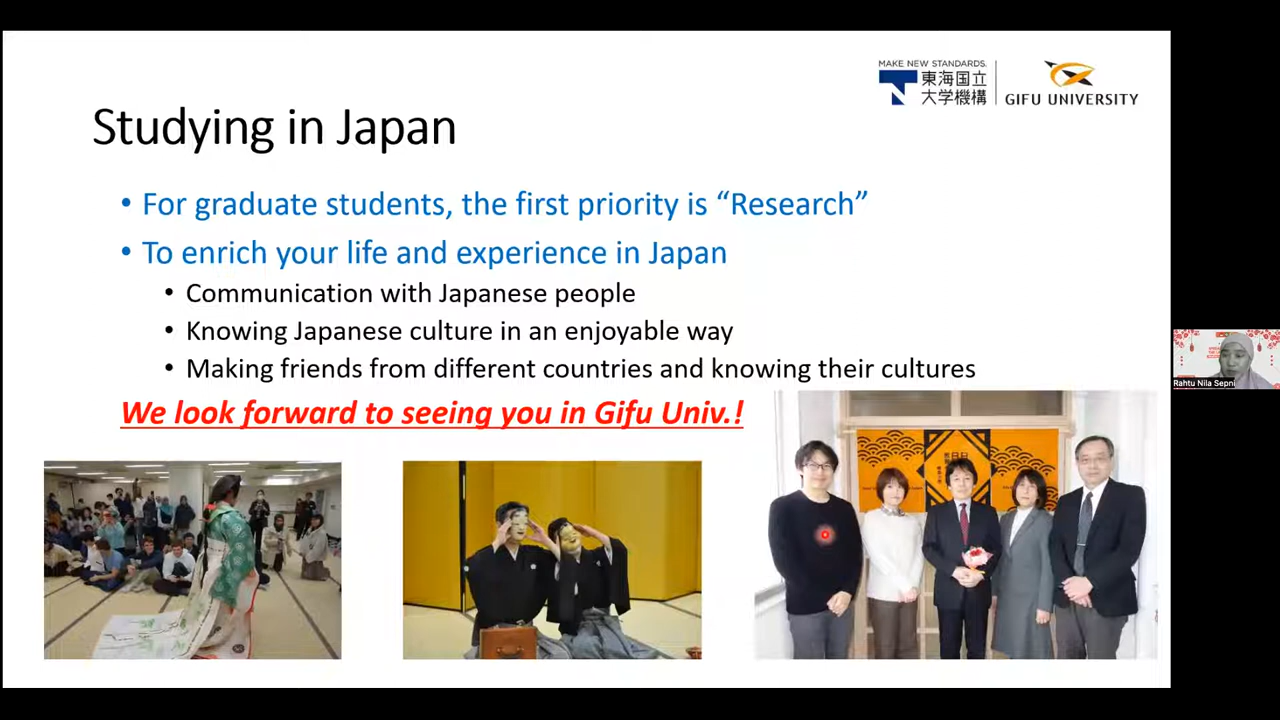 MAKE NEW STANDARDS.
東海国立
大学機構
GIFU UNIVERSITY
Studying in Japan
• For graduate students, the first priority is “Research”
• To enrich your life and experience in Japan
• Communication with Japanese people
• Knowing Japanese culture in an enjoyable way
• Making friends from different countries and knowing their cultures
We look forward to seeing you in Gifu Univ.!
Rahtu Nila Sepni